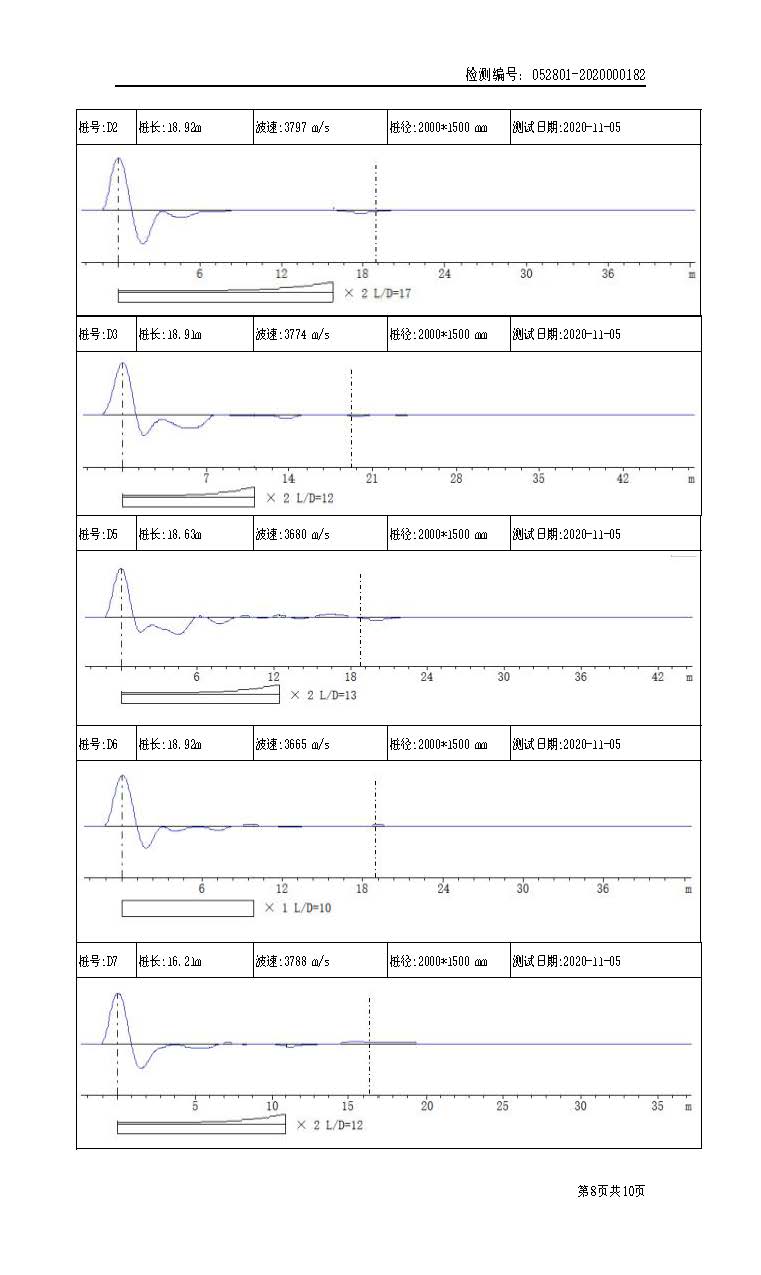 检测编号: 052801-2020000182
桩号:D2 桩长:18.92m 波速:3797 m/s 桩径:2000*1500 mm 测试日期:2020-11-05
6 12 18 24 30 36 m
× 2 L/D=17
桩号:D3 桩长:18.91m 波速:3774 m/s 桩径:2000*1500 mm 测试日期:2020-11-05
7 14 21 28 35 42 m
× 2 L/D=12
桩号:D5 桩长:18.63m 波速:3680 m/s 桩径:2000*1500 mm 测试日期:2020-11-05
6 12 18 24 30 36 42 m
× 2 L/D=13
桩号:D6 桩长:18.92m 波速:3665 m/s 桩径:2000*1500 mm 测试日期:2020-11-05
6 12 18 24 30 36 m
× 1 L/D=10
桩号:D7 桩长:16.21m 波速:3788 m/s 桩径:2000*1500 mm 测试日期:2020-11-05
5 10 15 20 25 30 35 m
× 2 L/D=12
第8页共10页